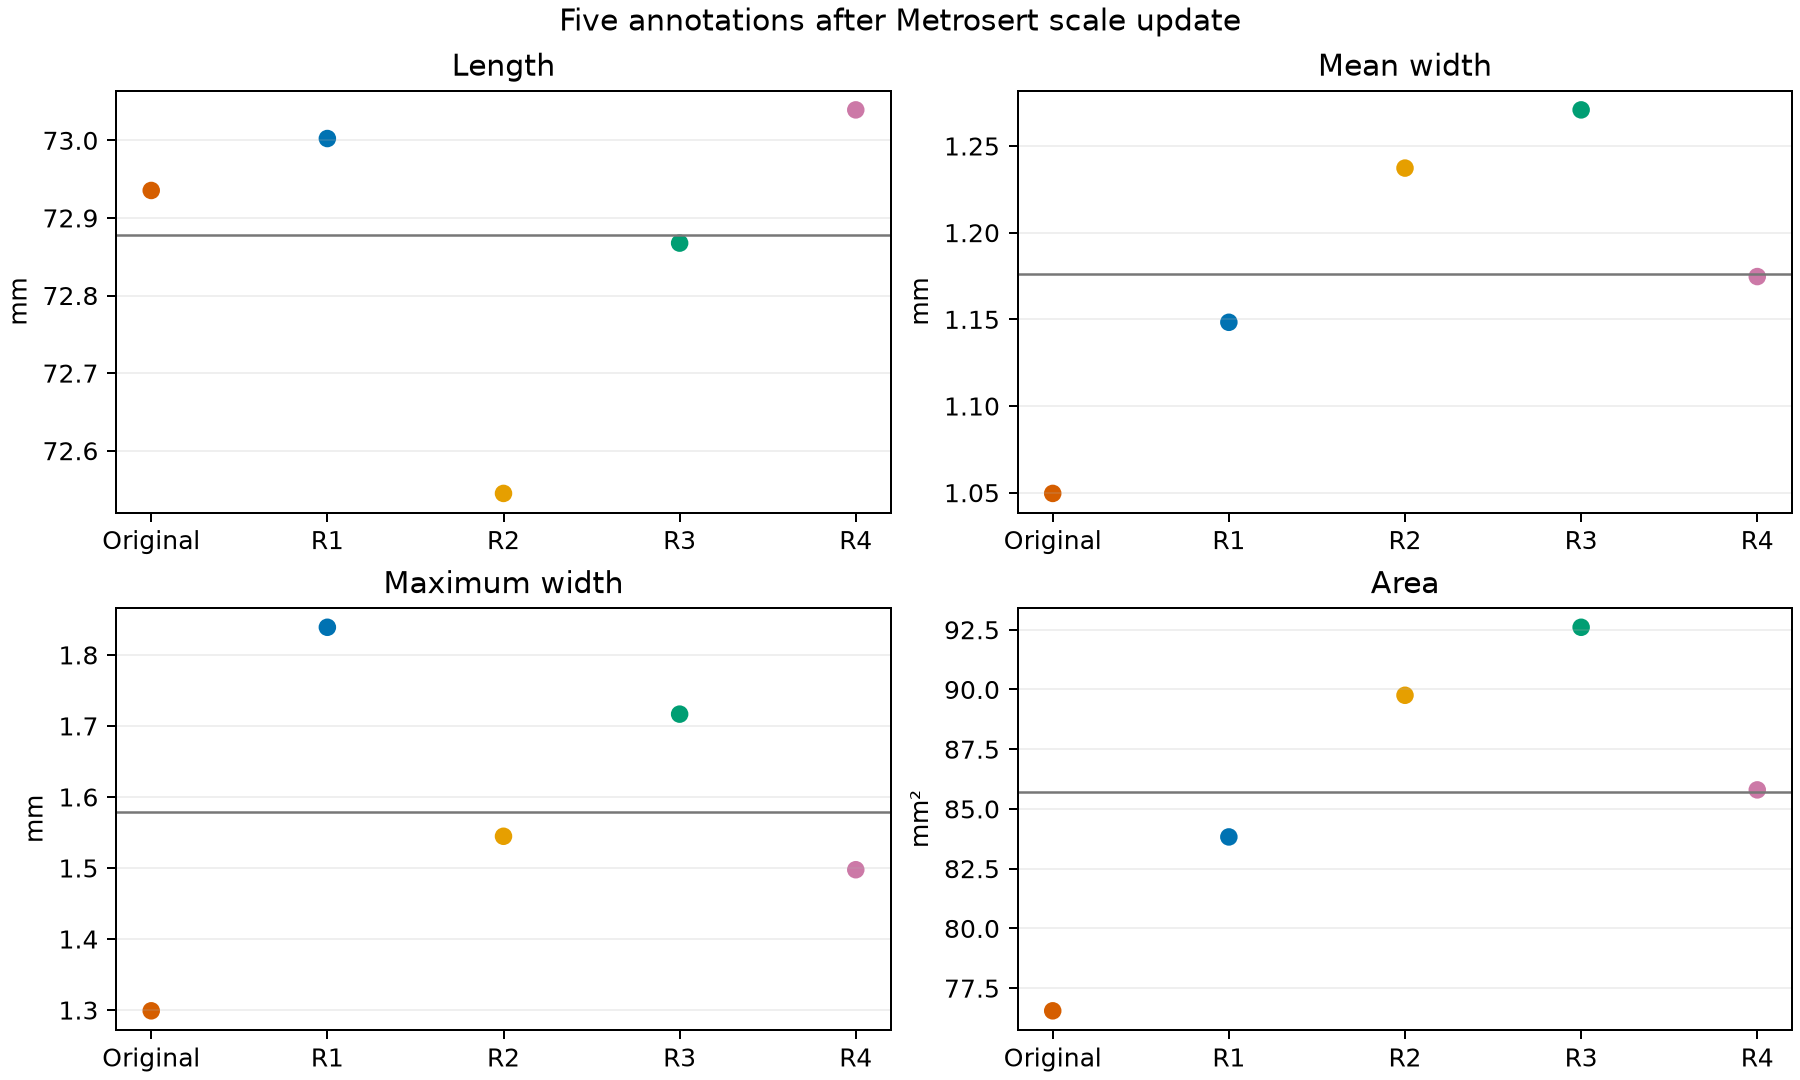 Five annotations after Metrosert scale update
Length
mm
73.0
72.9
72.8
72.7
72.6
Original R1 R2 R3 R4
Mean width
mm
1.25
1.20
1.15
1.10
1.05
Original R1 R2 R3 R4
Maximum width
mm
1.8
1.7
1.6
1.5
1.4
1.3
Original R1 R2 R3 R4
Area
mm²
92.5
90.0
87.5
85.0
82.5
80.0
77.5
Original R1 R2 R3 R4